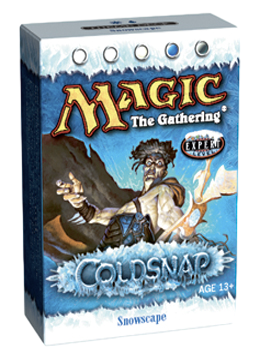 MAGIC
The Gathering®
EXPERT
LEVEL
COLDSNAP
AGE 13+
Snowscape